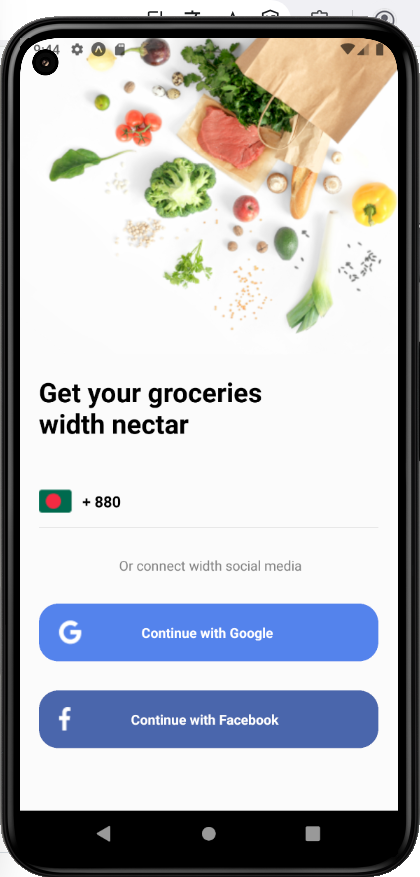 9:44
Get your groceries
width nectar
+ 880
Or connect width social media
G
Continue with Google
f
Continue with Facebook